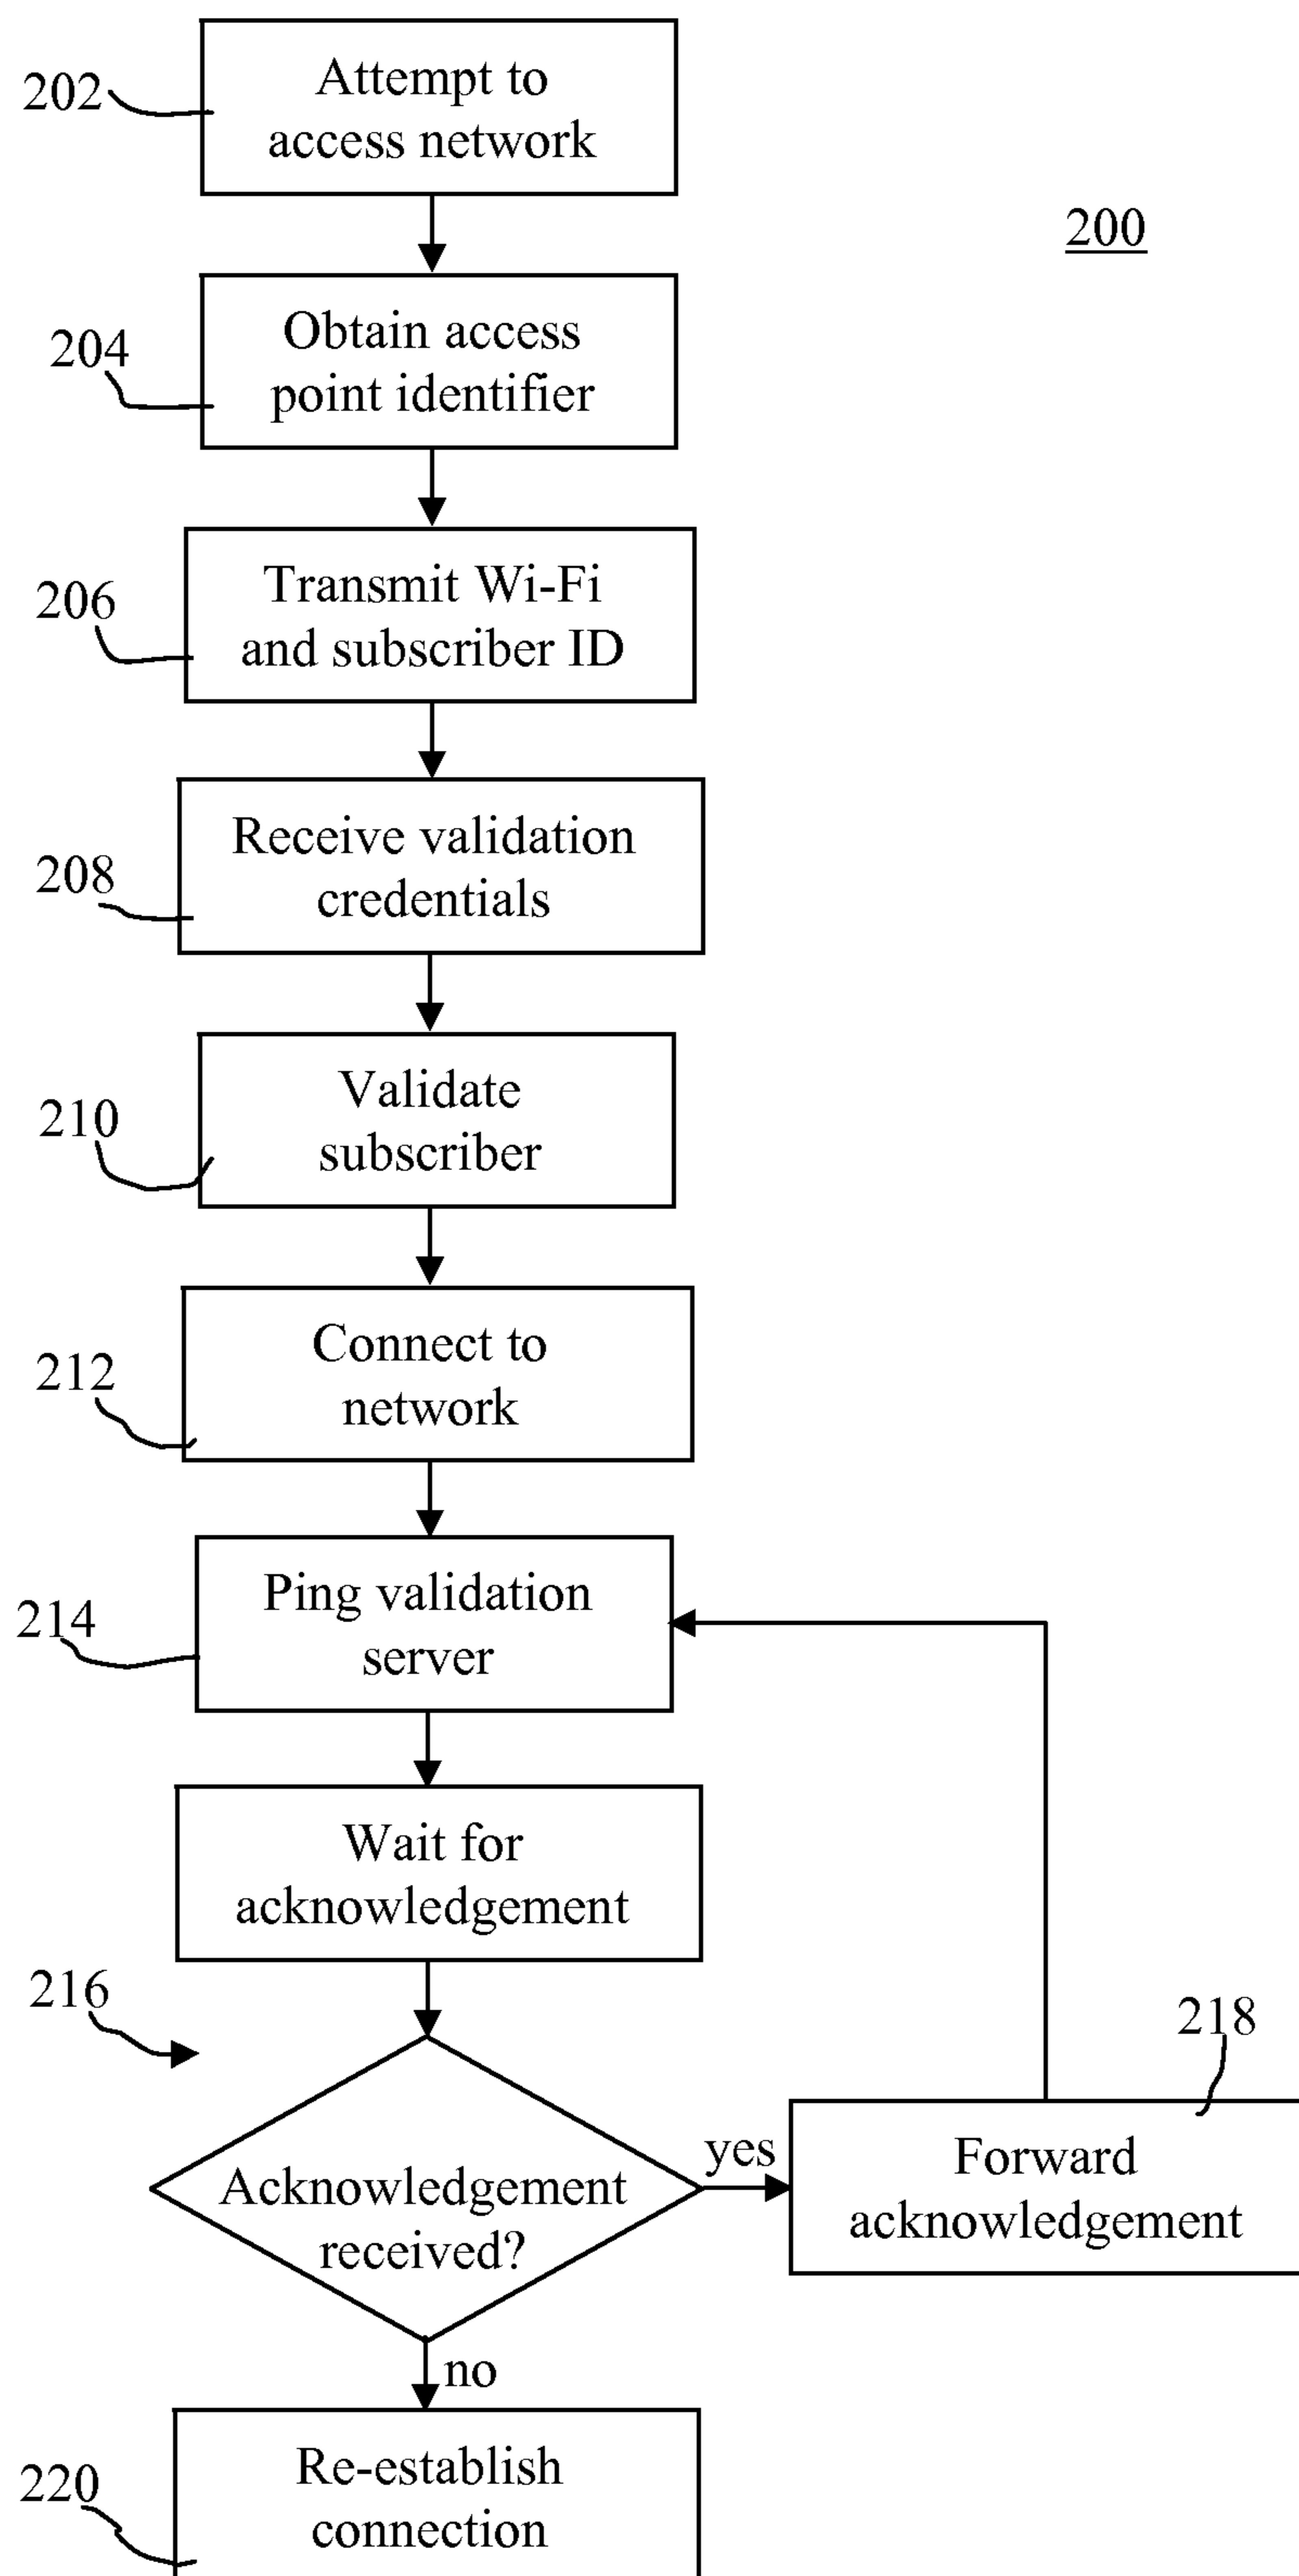 202
Attempt to
access network
200
204
Obtain access
point identifier
206
Transmit Wi-Fi
and subscriber ID
208
Receive validation
credentials
210
Validate
subscriber
212
Connect to
network
214
Ping validation
server
Wait for
acknowledgement
216
Acknowledgement
received?
yes
218
Forward
acknowledgement
no
220
Re-establish
connection